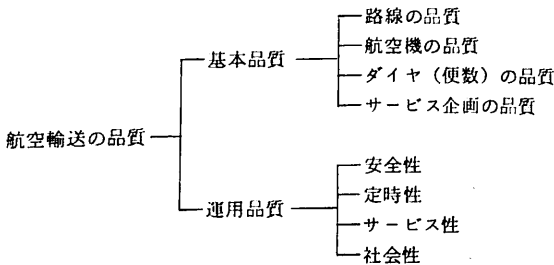 航空輸送の品質
基本品質
路線の品質
航空機の品質
ダイヤ（便数）の品質
サービス企画の品質
運用品質
安全性
定時性
サービス性
社会性